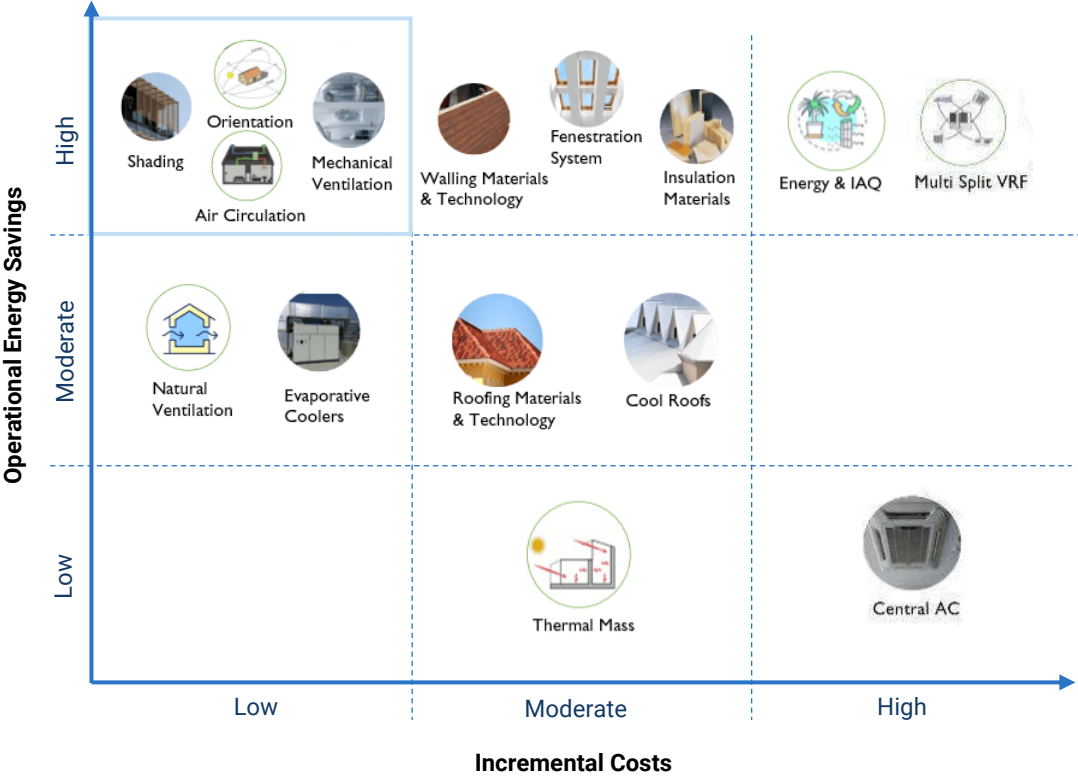 Operational Energy Savings
High
Shading
Orientation
Air Circulation
Mechanical
Ventilation
Walling Materials
& Technology
Fenestration
System
Insulation
Materials
Energy & IAQ
Multi Split VRF
Moderate
Natural
Ventilation
Evaporative
Coolers
Roofing Materials
& Technology
Cool Roofs
Low
Thermal Mass
Central AC
Low
Moderate
High
Incremental Costs